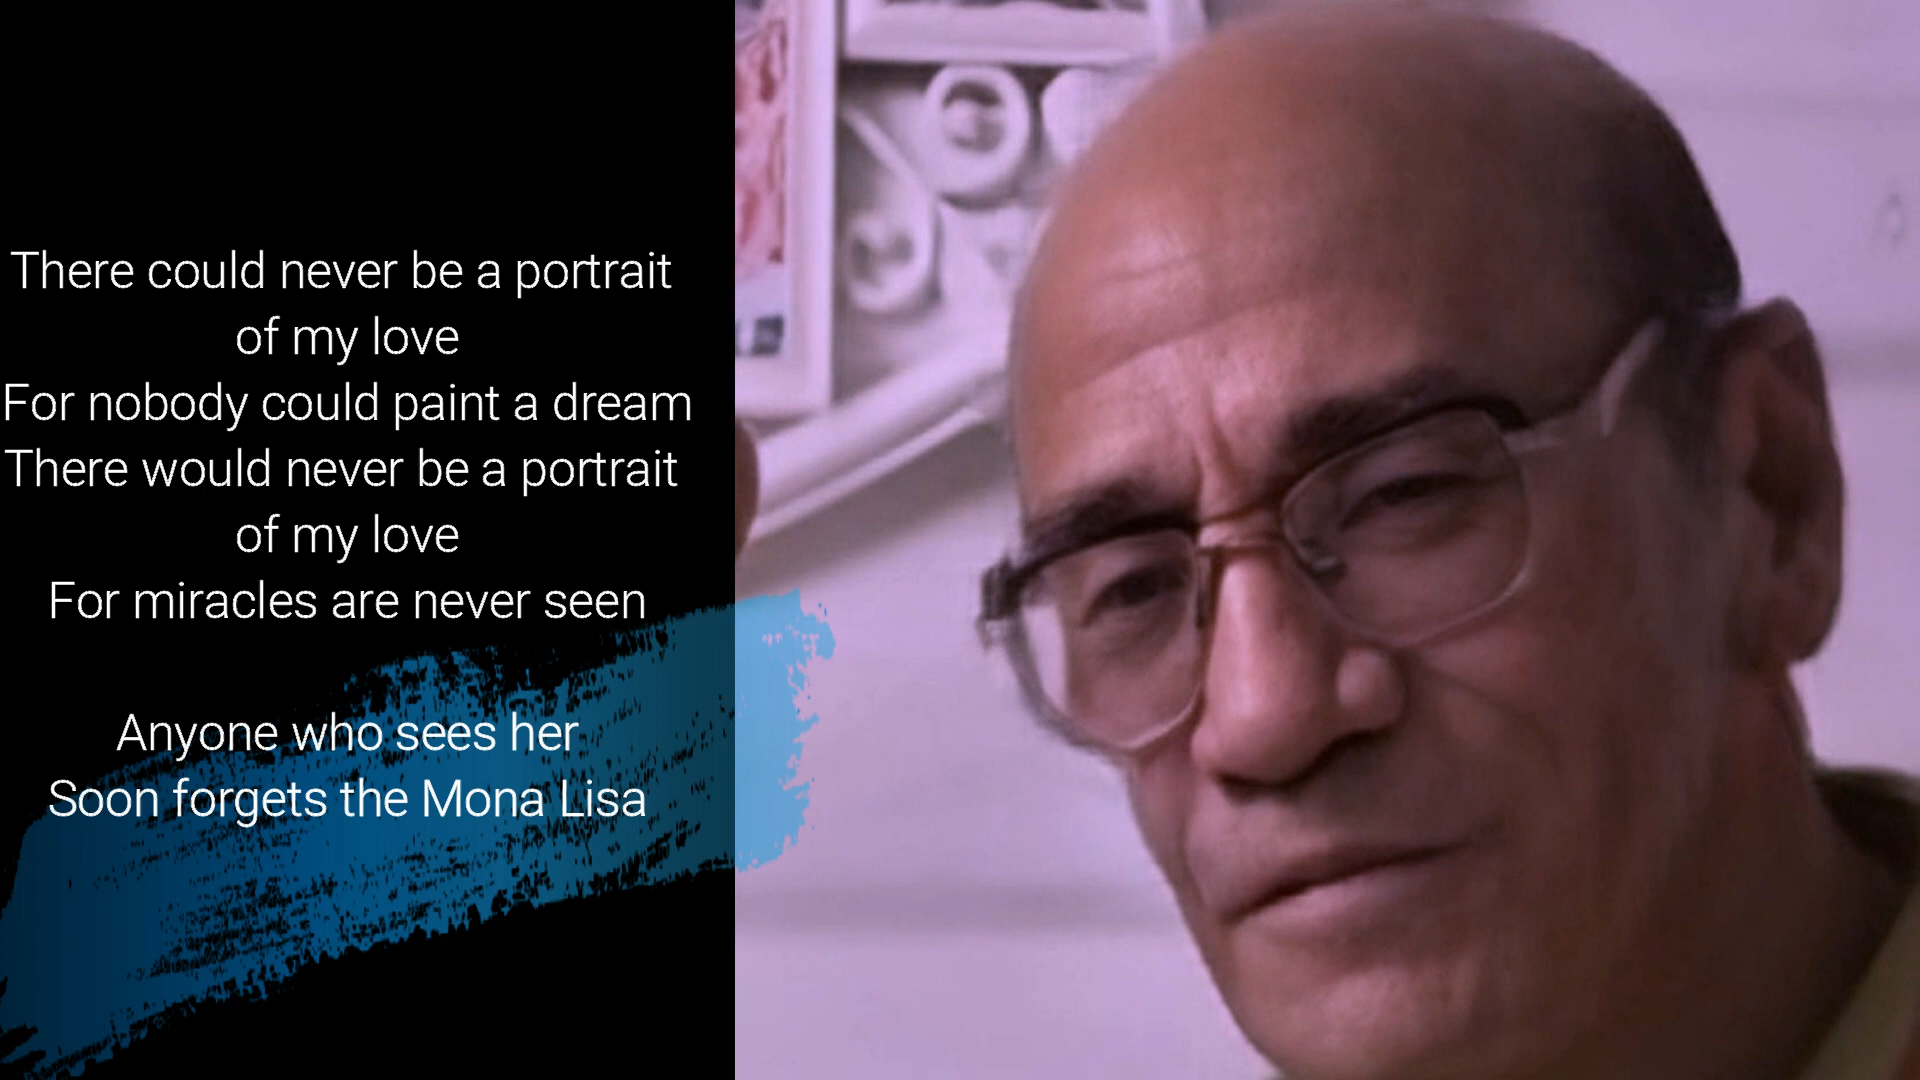 There could never be a portrait
of my love
For nobody could paint a dream
There would never be a portrait
of my love
For miracles are never seen
Anyone who sees her
Soon forgets the Mona Lisa